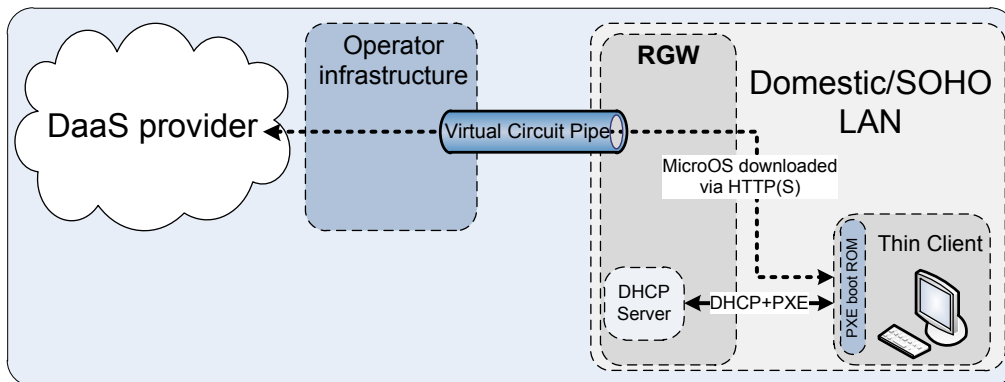 DaaS provider
Operator
infrastructure
Virtual Circuit Pipe
RGW
Domestic/SOHO
LAN
MicroOS downloaded
via HTTP(S)
DHCP
Server
DHCP+PXE
PXE boot ROM
Thin Client